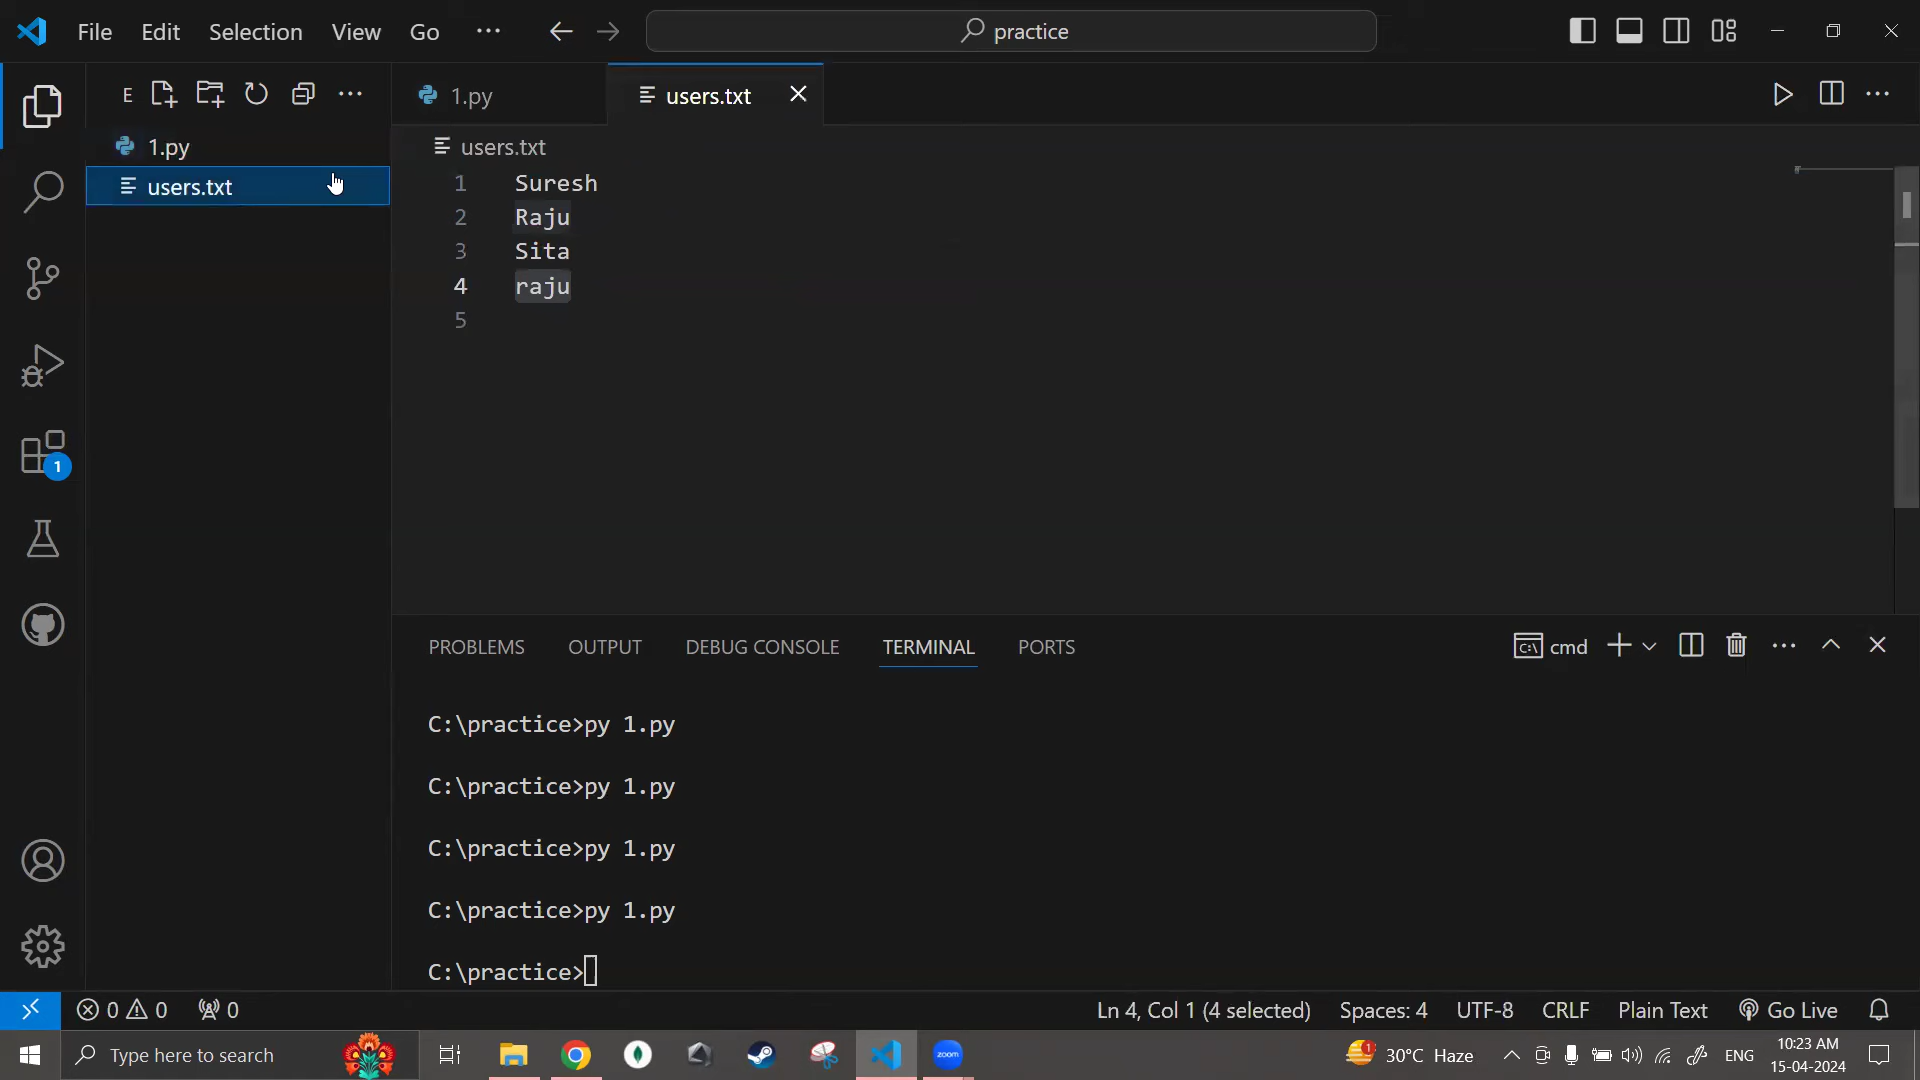 File Edit Selection View Go ··· practice
E ···
1.py users.txt
···
1.py
users.txt
users.txt
1 Suresh
2 Raju
3 Sita
4 raju
5
1
PROBLEMS OUTPUT DEBUG CONSOLE TERMINAL PORTS cmd ···
C:\practice>py 1.py
C:\practice>py 1.py
C:\practice>py 1.py
C:\practice>py 1.py
C:\practice>
0 0 0 Ln 4, Col 1 (4 selected) Spaces: 4 UTF-8 CRLF Plain Text Go Live
Type here to search zoom 1 30°C Haze ENG 10:23 AM
15-04-2024